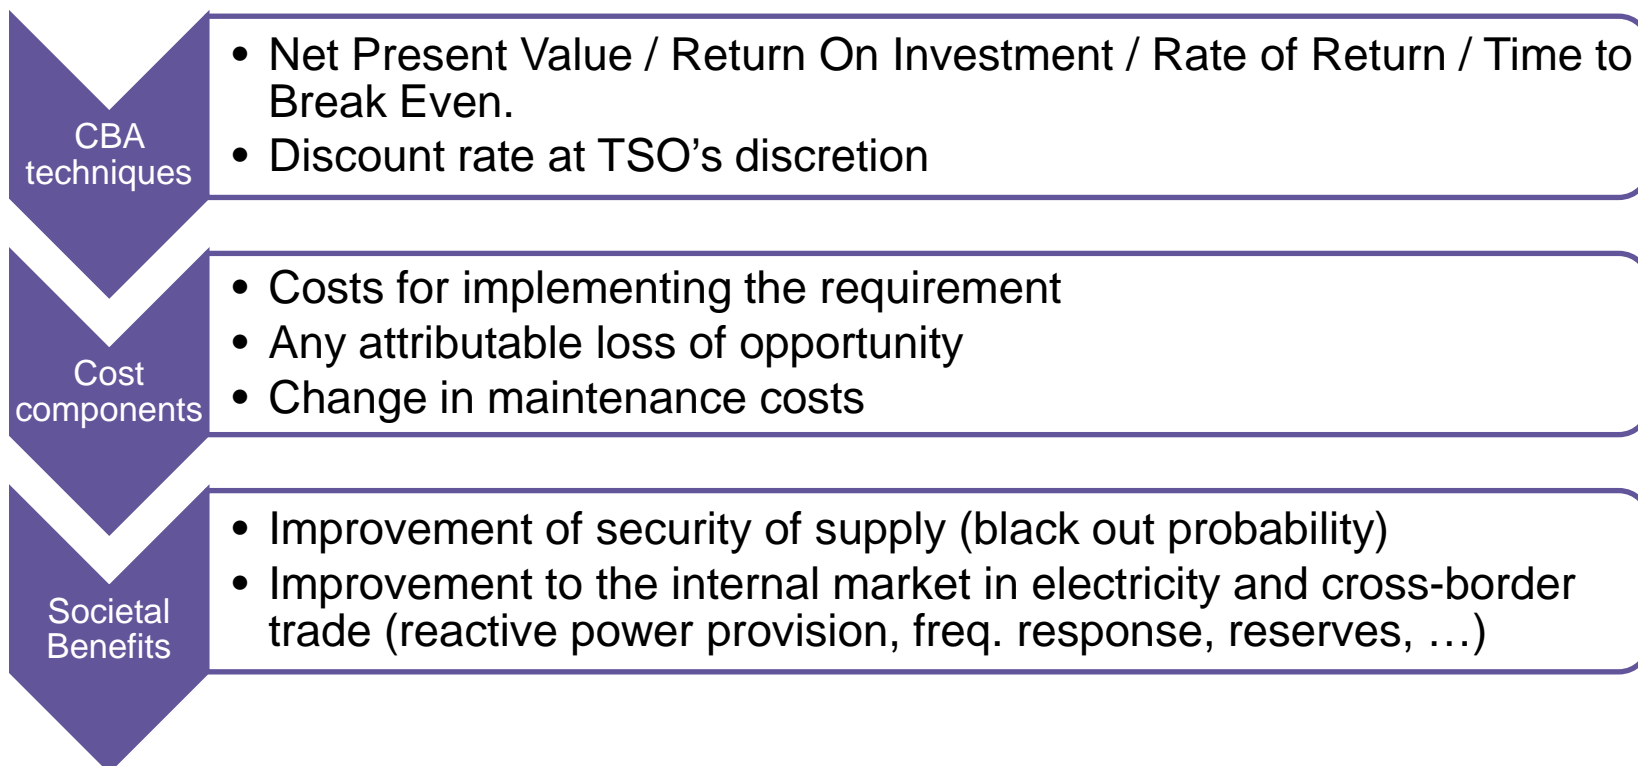 CBA
techniques
• Net Present Value / Return On Investment / Rate of Return / Time to
Break Even.
• Discount rate at TSO’s discretion
Cost
components
• Costs for implementing the requirement
• Any attributable loss of opportunity
• Change in maintenance costs
Societal
Benefits
• Improvement of security of supply (black out probability)
• Improvement to the internal market in electricity and cross-border
trade (reactive power provision, freq. response, reserves, …)